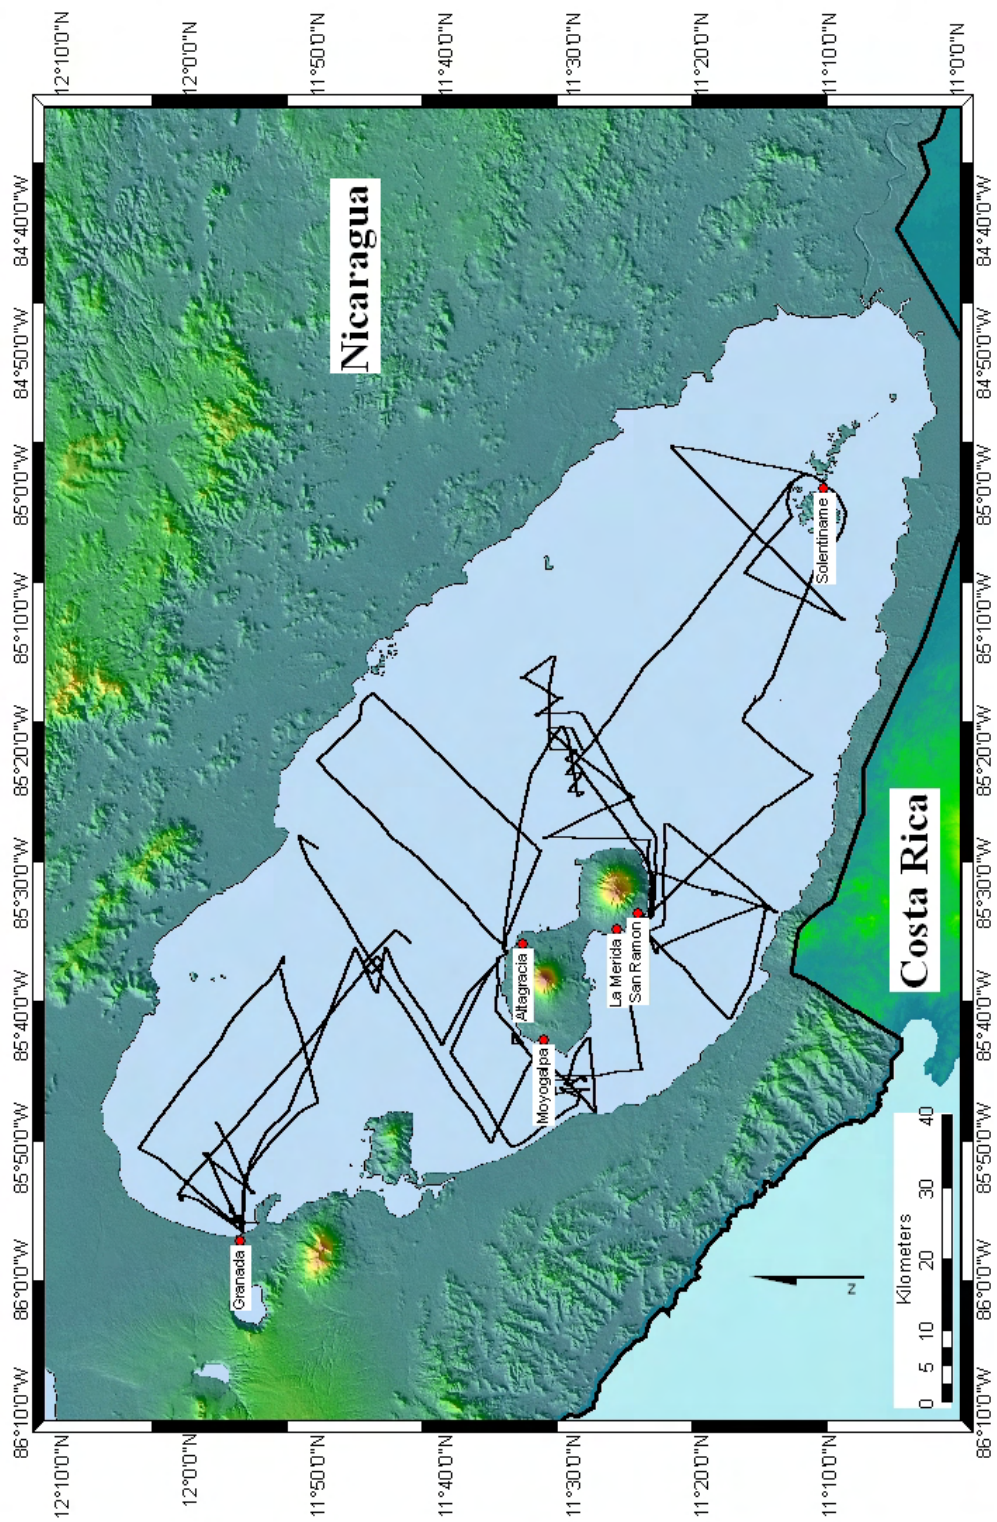 86°10'0"W 86°0'0"W 85°50'0"W 85°40'0"W 85°30'0"W 85°20'0"W 85°10'0"W 85°0'0"W 84°50'0"W 84°40'0"W
12°10'0"N 12°10'0"N
12°0'0"N 12°0'0"N
Granada
11°50'0"N 11°50'0"N
Nicaragua
11°40'0"N 11°40'0"N
Altagracia
Moyogalpa
11°30'0"N 11°30'0"N
La Merida
San Ramon
11°20'0"N 11°20'0"N
Solentiname
11°10'0"N 11°10'0"N
N
Kilometers
0 5 10 20 30 40
Costa Rica
11°0'0"N 11°0'0"N
86°10'0"W 86°0'0"W 85°50'0"W 85°40'0"W 85°30'0"W 85°20'0"W 85°10'0"W 85°0'0"W 84°50'0"W 84°40'0"W